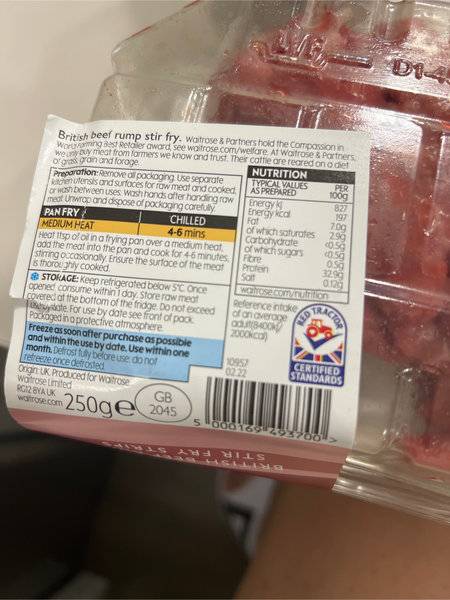 British beef rump stir fry. Waitrose & Partners hold the Compassion in
World Farming Best Retailer award, see waitrose.com/welfare. At Waitrose & Partners,
we only buy meat from farmers we know and trust. Their cattle are reared on a diet
of grass, grain and forage.
Preparation: Remove all packaging. Use separate
kitchen utensils and surfaces for raw meat and cooked,
or wash between uses. Wash hands after handling raw
meat. Unwrap and dispose of packaging carefully.
PAN FRY CHILLED
MEDIUM HEAT 4-6 mins
Heat 1tsp of oil in a frying pan over a medium heat,
add the meat into the pan and cook for 4-6 minutes,
stirring occasionally. Ensure the surface of the meat
is thoroughly cooked.
STORAGE: Keep refrigerated below 5°C. Once
opened, consume within 1 day. Store raw meat
covered at the bottom of the fridge. Do not exceed
use by date. For use by date see front of pack.
Packaged in a protective atmosphere.
Freeze as soon after purchase as possible
and within the use by date. Use within one
month. Defrost fully before use, do not
refreeze once defrosted.
Origin: UK. Produced for Waitrose
Waitrose Limited
RG12 8YA UK
waitrose.com
250g e
GB
2045
NUTRITION
TYPICAL VALUES PER
AS PREPARED 100g
Energy kJ 827
Energy kcal 197
Fat 7.0g
of which saturates 2.9g
Carbohydrate <0.5g
of which sugars <0.5g
Fibre 0.5g
Protein 32.9g
Salt 0.12g
waitrose.com/nutrition
Reference intake
of an average
adult(8400kJ/
2000kcal)
RED TRACTOR
CERTIFIED
STANDARDS
10957
02.22
5 000169 493700 >
BRITISH BEEF
STIR FRY STRIPS